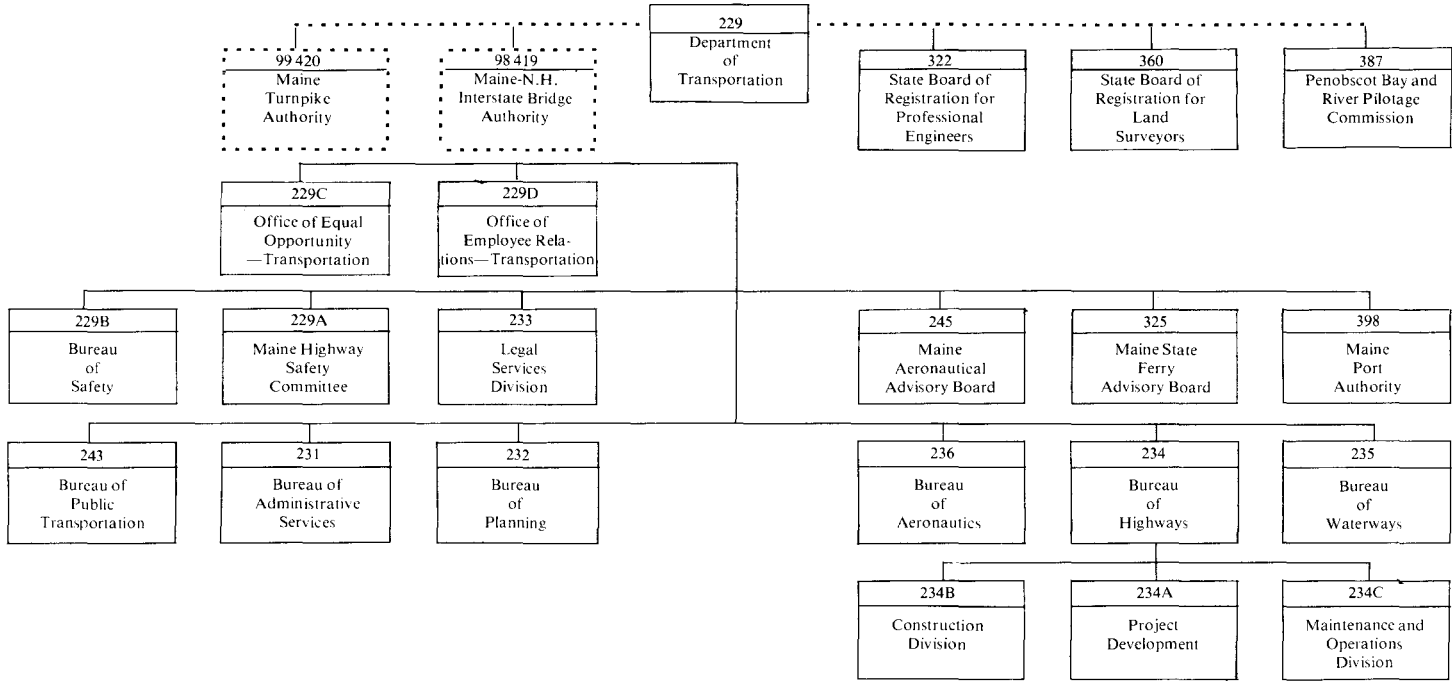 229
Department
of
Transportation
99 420
Maine
Turnpike
Authority
98 419
Maine-N.H.
Interstate Bridge
Authority
322
State Board of
Registration for
Professional
Engineers
360
State Board of
Registration for
Land
Surveyors
387
Penobscot Bay and
River Pilotage
Commission
229C
Office of Equal
Opportunity
—Transportation
229D
Office of
Employee Rela-
tions—Transportation
229B
Bureau
of
Safety
229A
Maine Highway
Safety
Committee
233
Legal
Services
Division
245
Maine
Aeronautical
Advisory Board
325
Maine State
Ferry
Advisory Board
398
Maine
Port
Authority
243
Bureau of
Public
Transportation
231
Bureau of
Administrative
Services
232
Bureau
of
Planning
236
Bureau
of
Aeronautics
234
Bureau
of
Highways
235
Bureau
of
Waterways
234B
Construction
Division
234A
Project
Development
234C
Maintenance and
Operations
Division